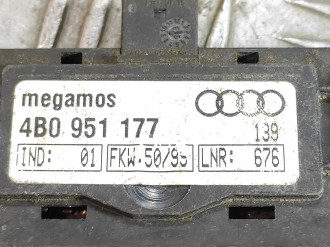 megamos
4B0 951 177
139
IND: 01 FKW.50/99 LNR: 676